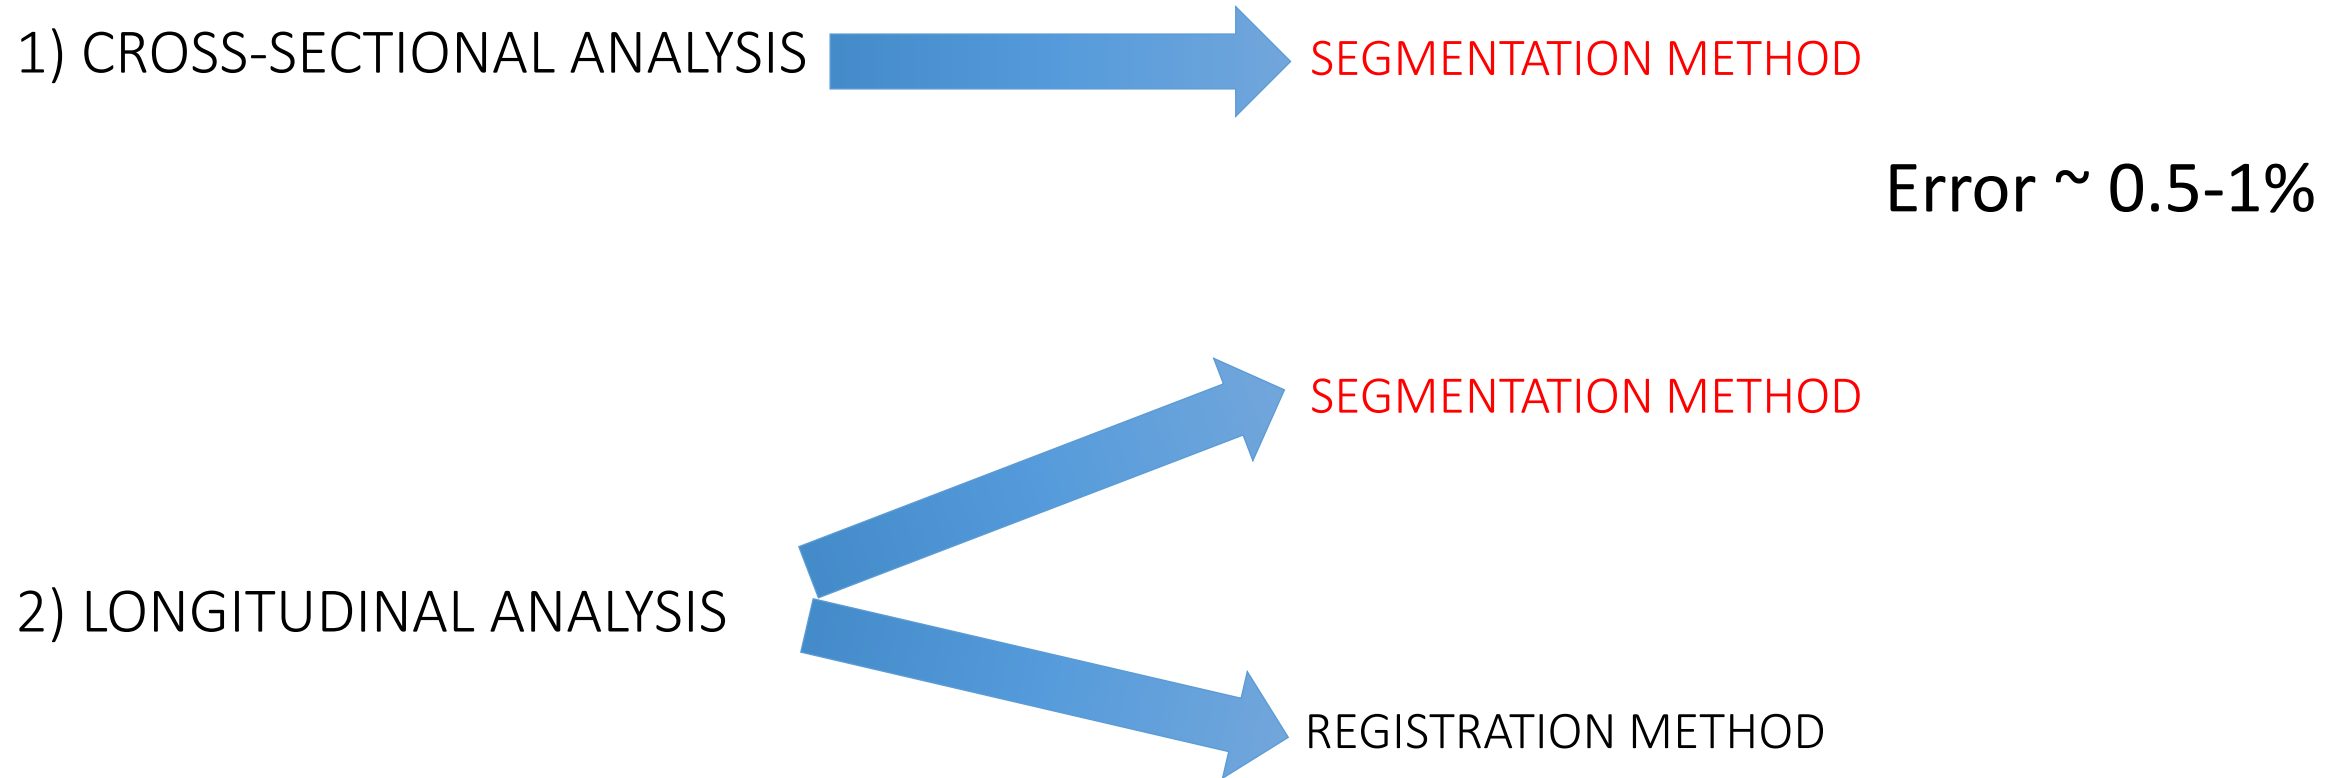 1) CROSS-SECTIONAL ANALYSIS
SEGMENTATION METHOD
Error ~ 0.5-1%
SEGMENTATION METHOD
2) LONGITUDINAL ANALYSIS
REGISTRATION METHOD